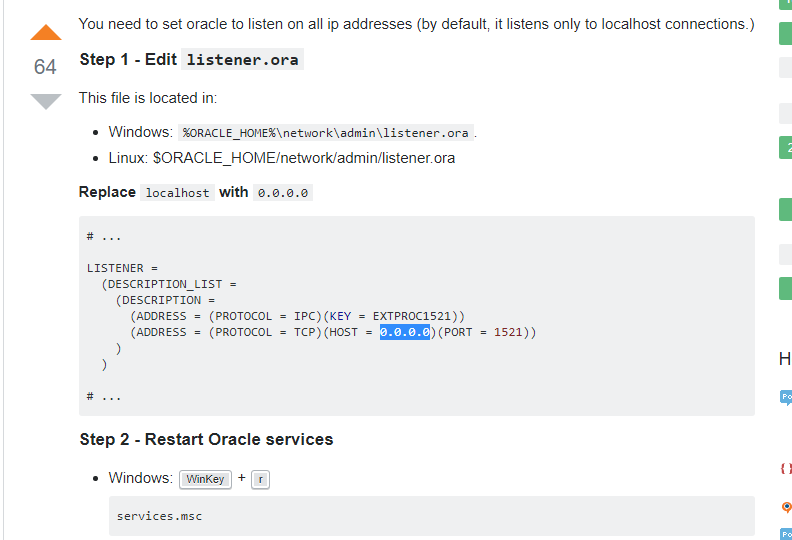 You need to set oracle to listen on all ip addresses (by default, it listens only to localhost connections.)
64
Step 1 - Edit listener.ora
This file is located in:
• Windows: %ORACLE_HOME%\network\admin\listener.ora.
• Linux: $ORACLE_HOME/network/admin/listener.ora
Replace localhost with 0.0.0.0
# ...
LISTENER =
  (DESCRIPTION_LIST =
    (DESCRIPTION =
      (ADDRESS = (PROTOCOL = IPC)(KEY = EXTPROC1521))
      (ADDRESS = (PROTOCOL = TCP)(HOST = 0.0.0.0)(PORT = 1521))
    )
  )
# ...
Step 2 - Restart Oracle services
• Windows: WinKey + r
services.msc